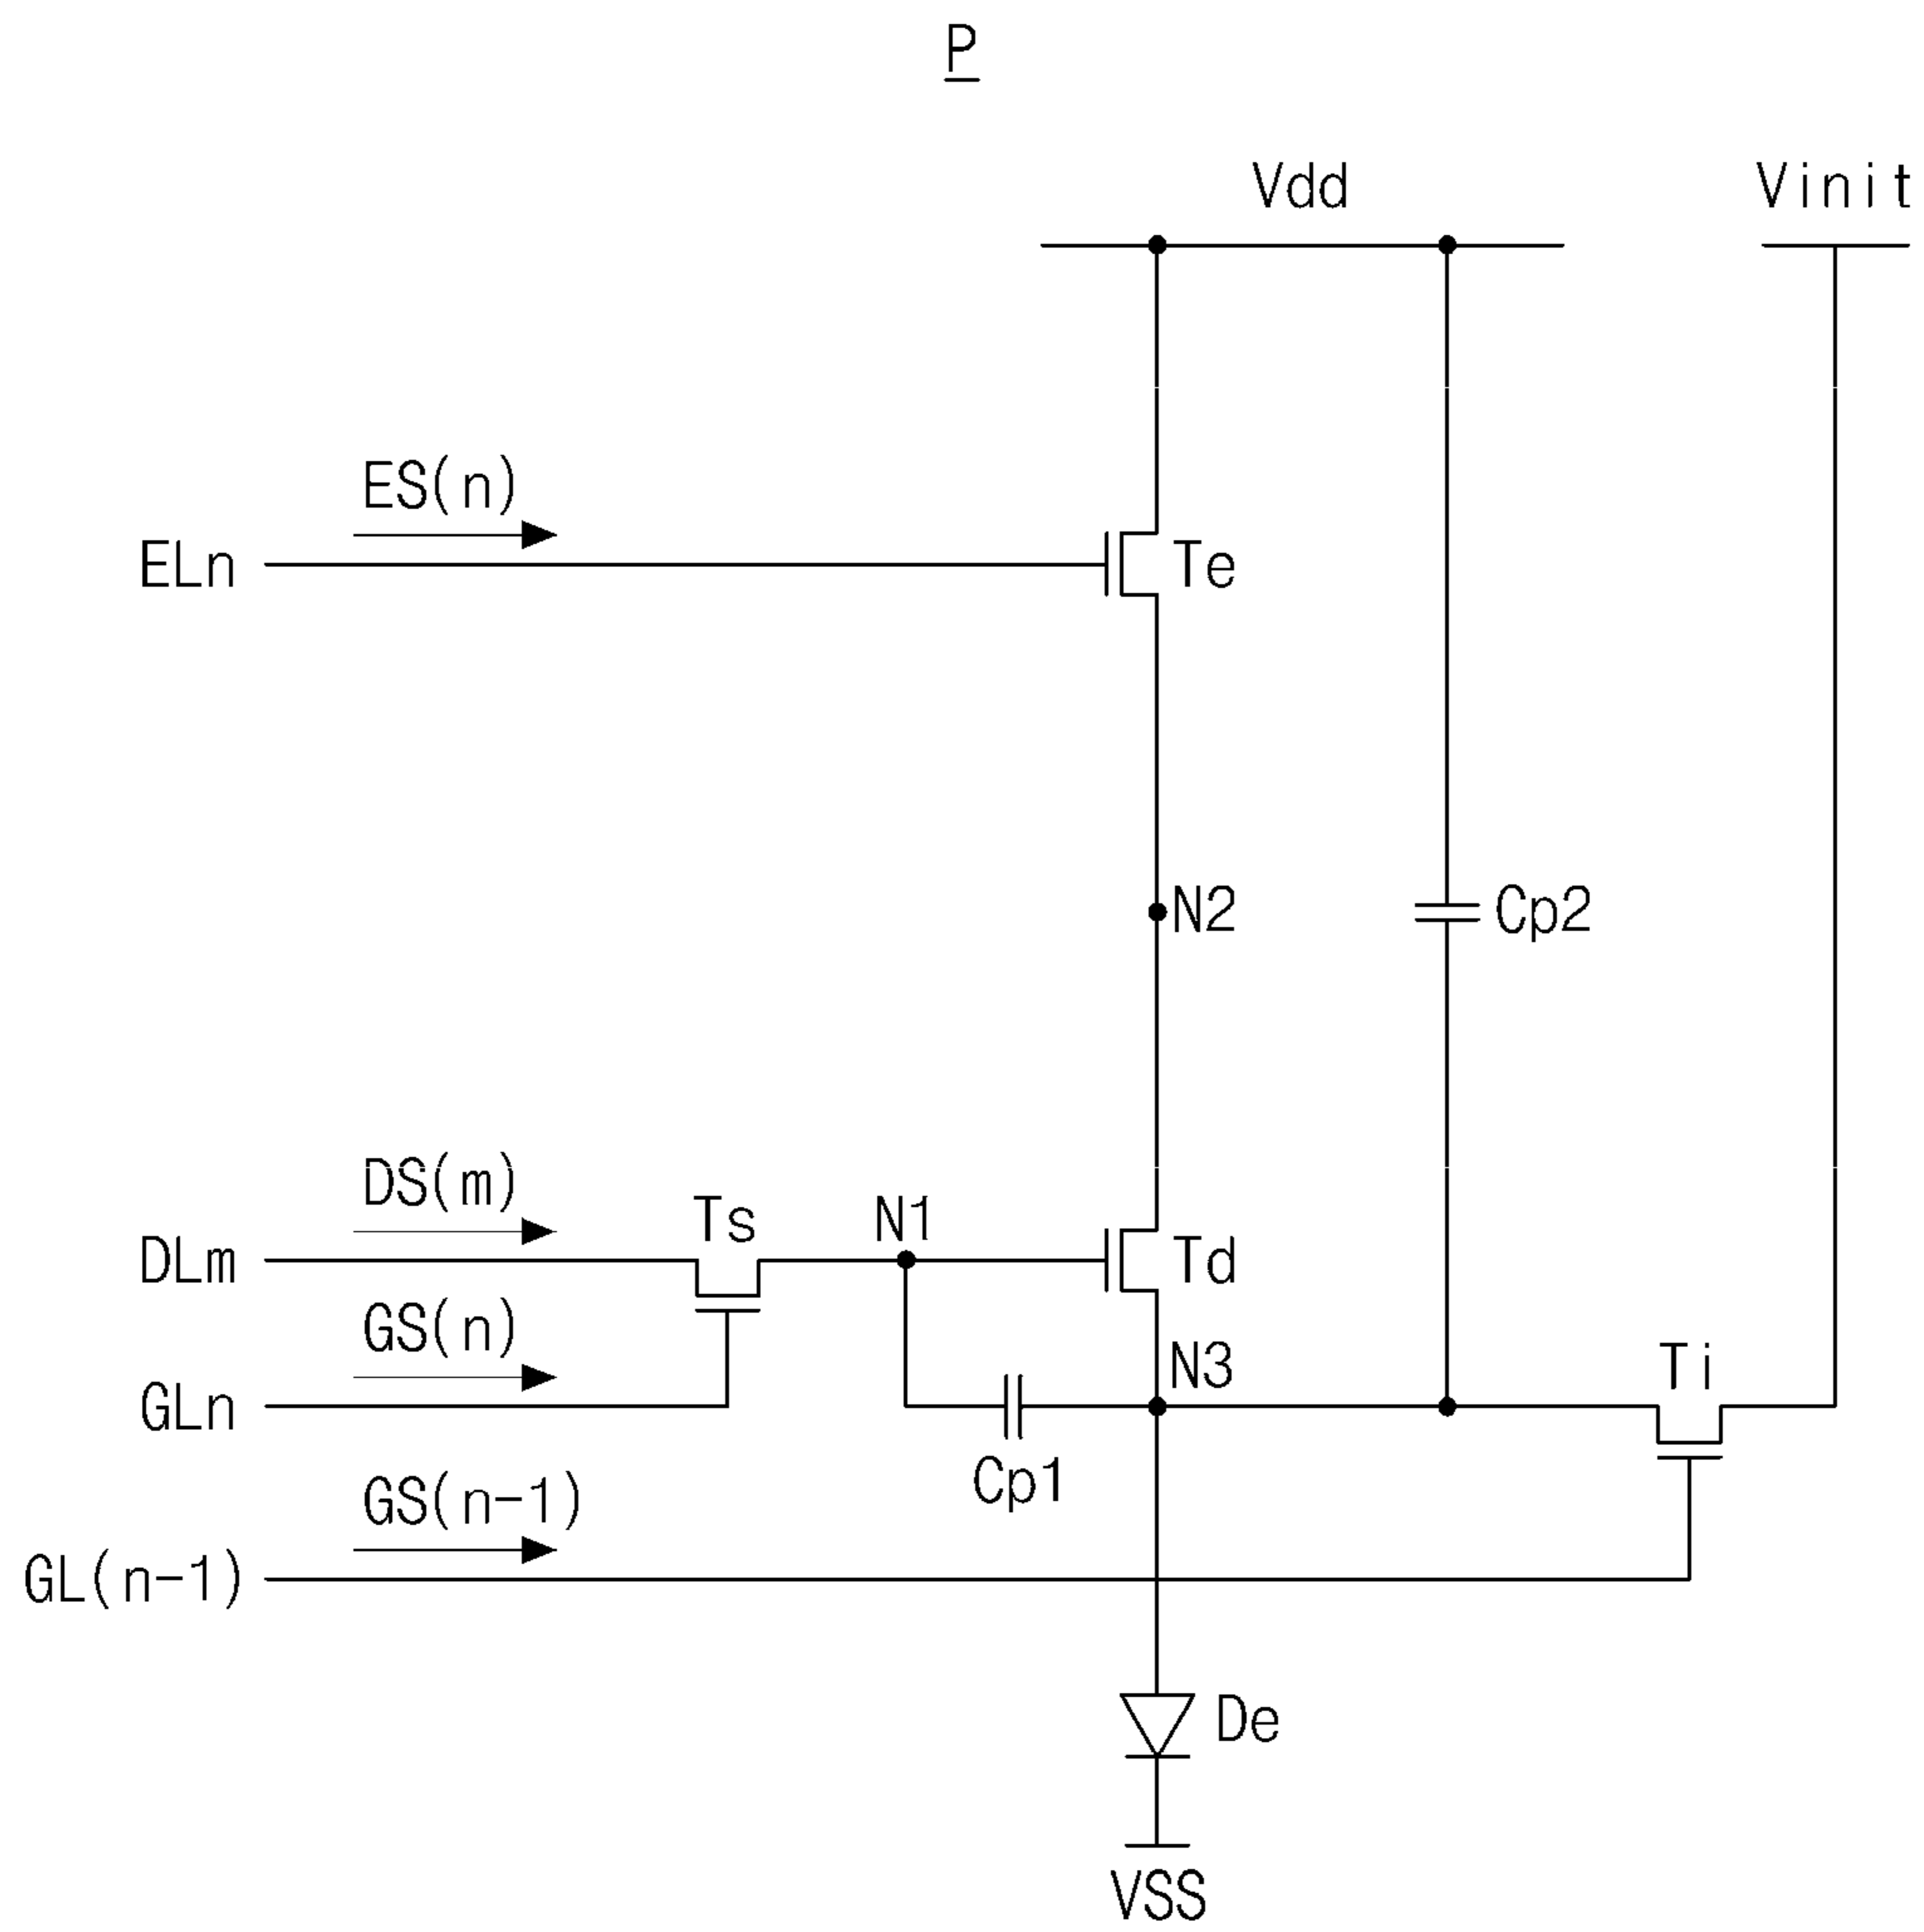 P
Vdd
Vinit
ES(n)
ELn
Te
N2
Cp2
DS(m)
Ts
N1
DLm
Td
GS(n)
N3
Ti
GLn
Cp1
GS(n-1)
GL(n-1)
De
VSS